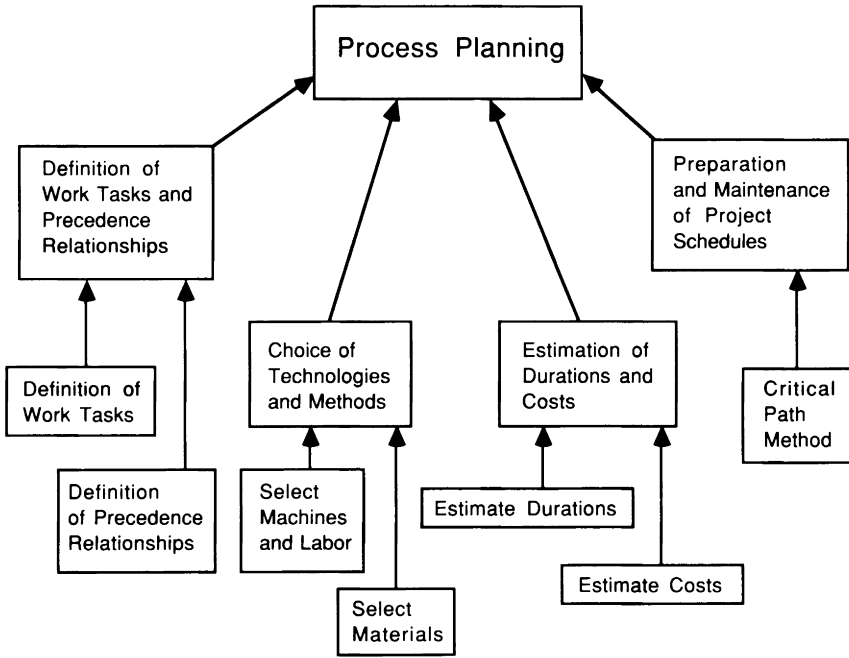 Process Planning
Definition of
Work Tasks and
Precedence
Relationships
Preparation
and Maintenance
of Project
Schedules
Choice of
Technologies
and Methods
Estimation of
Durations and
Costs
Definition of
Work Tasks
Critical
Path
Method
Definition
of Precedence
Relationships
Select
Machines
and Labor
Estimate Durations
Estimate Costs
Select
Materials